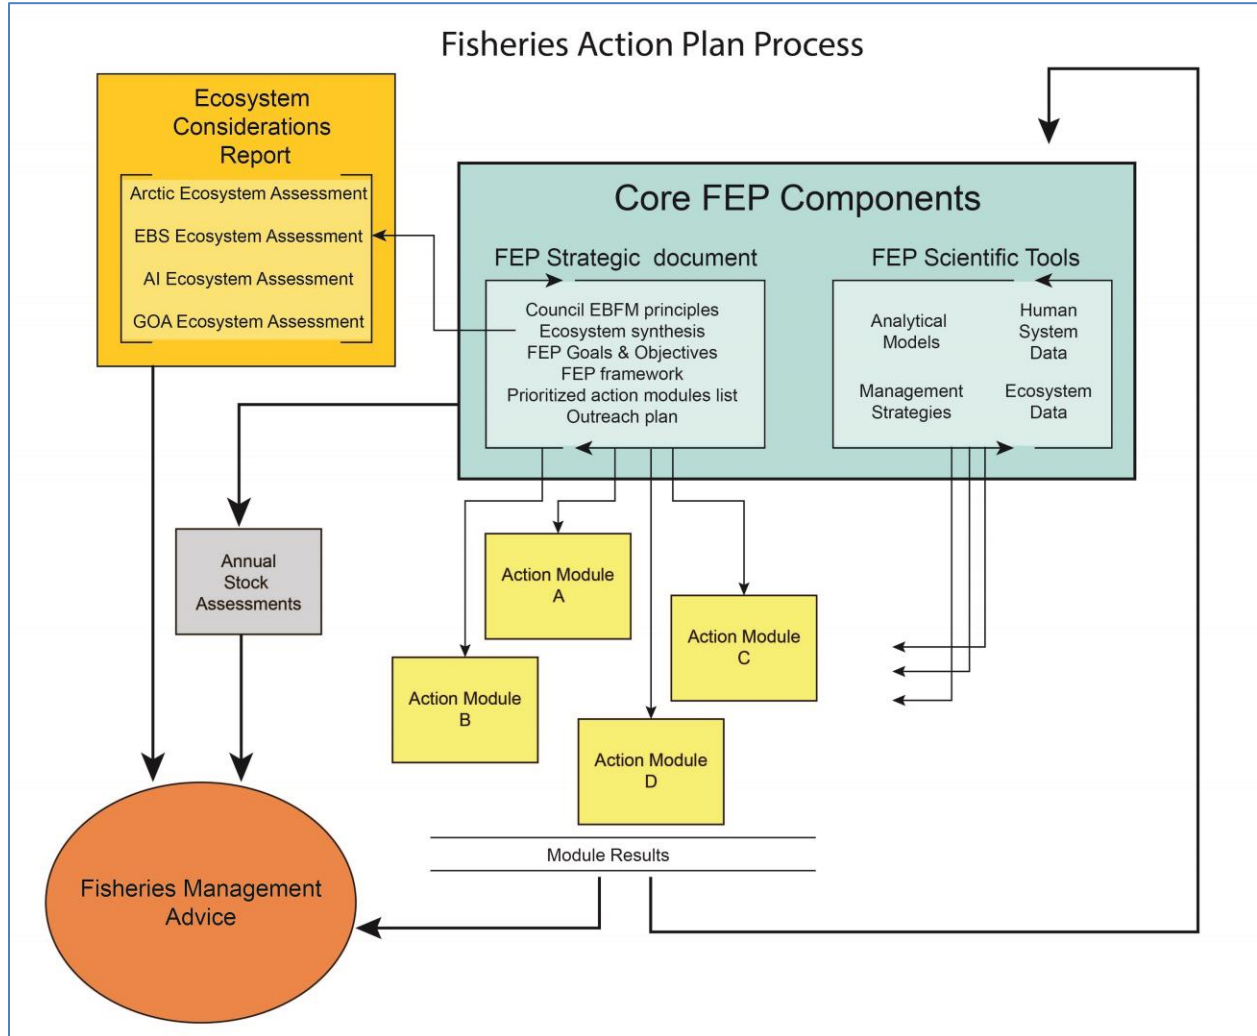 Fisheries Action Plan Process
Ecosystem
Considerations
Report
Arctic Ecosystem Assessment
EBS Ecosystem Assessment
AI Ecosystem Assessment
GOA Ecosystem Assessment
Core FEP Components
FEP Strategic document
Council EBFM principles
Ecosystem synthesis
FEP Goals & Objectives
FEP framework
Prioritized action modules list
Outreach plan
FEP Scientific Tools
Analytical
Models
Human
System
Data
Management
Strategies
Ecosystem
Data
Annual
Stock
Assessments
Action Module
A
Action Module
B
Action Module
C
Action Module
D
Module Results
Fisheries Management
Advice